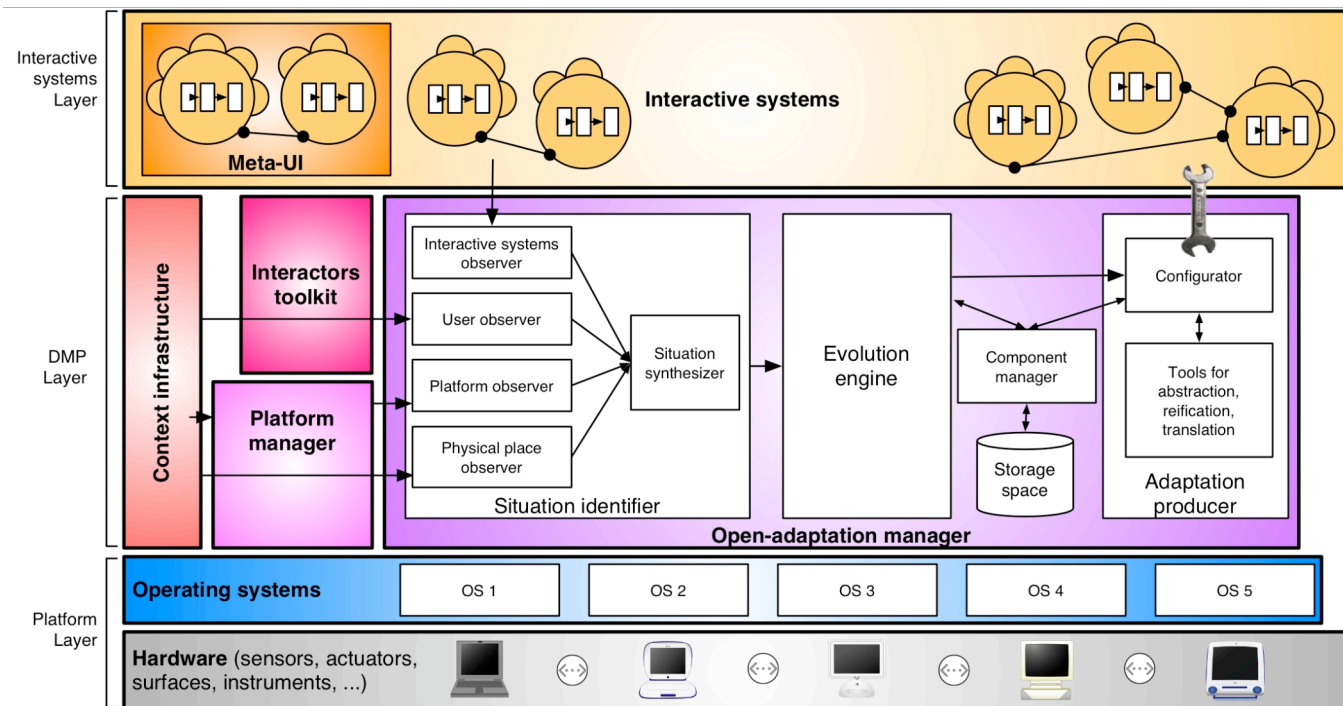 Interactive
systems
Layer
Meta-UI
Interactive systems
DMP
Layer
Context infrastructure
Interactors
toolkit
Platform
manager
Interactive systems
observer
User observer
Platform observer
Physical place
observer
Situation
synthesizer
Situation identifier
Evolution
engine
Component
manager
Storage
space
Configurator
Tools for
abstraction,
reification,
translation
Adaptation
producer
Open-adaptation manager
Platform
Layer
Operating systems
OS 1
OS 2
OS 3
OS 4
OS 5
Hardware (sensors, actuators,
surfaces, instruments, ...)